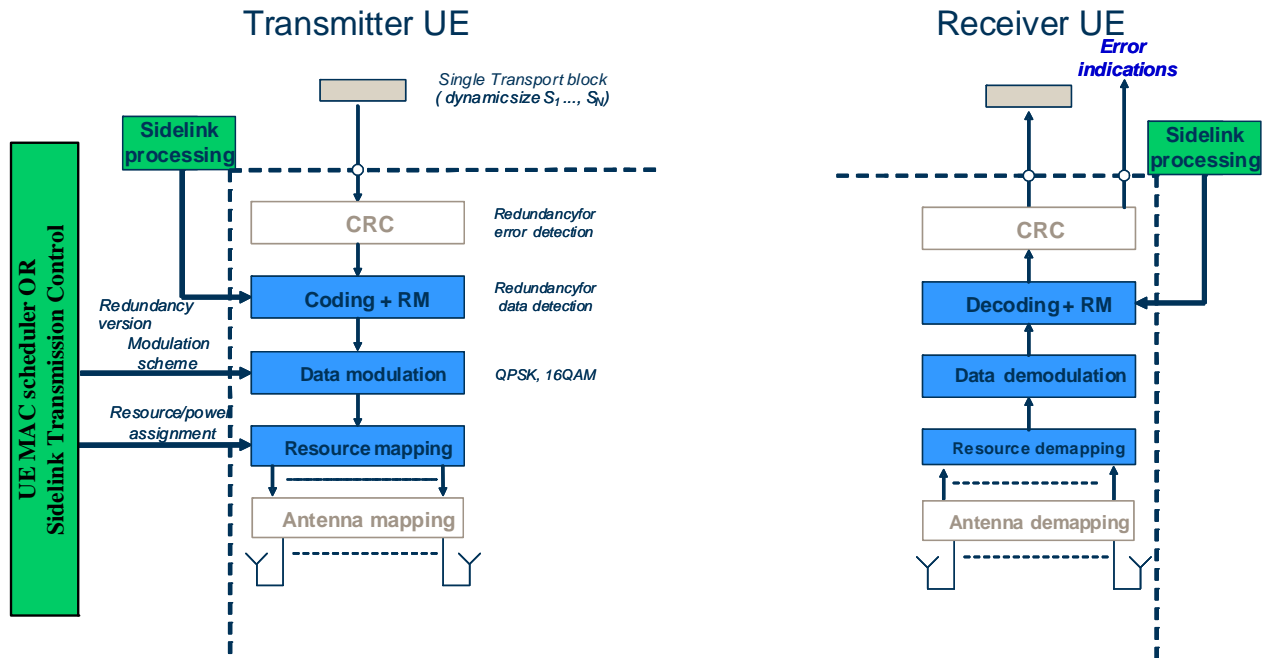 Transmitter UE
Single Transport block
( dynamicsize S1 ..., SN)
Sidelink
processing
CRC
Redundancyfor
error detection
Coding + RM
Redundancyfor
data detection
Redundancy
version
Modulation
scheme
Data modulation
QPSK, 16QAM
Resource/power
assignment
Resource mapping
Antenna mapping
UE MAC scheduler OR
Sidelink Transmission Control
Receiver UE
Error
indications
Sidelink
processing
CRC
Decoding + RM
Data demodulation
Resource demapping
Antenna demapping